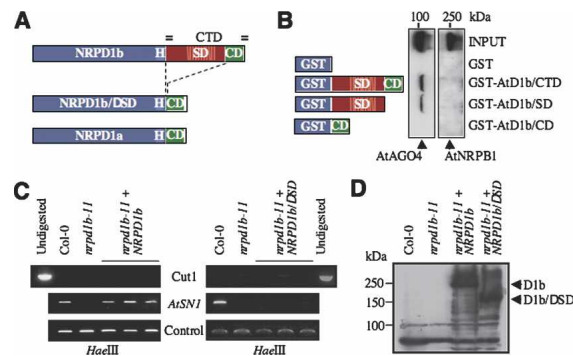 A
= CTD =
NRPD1b H SD CD
NRPD1b/DSD H CD
NRPD1a H CD
B
100 250 kDa
INPUT
GST GST
GST SD CD GST-AtD1b/CTD
GST SD GST-AtD1b/SD
GST CD GST-AtD1b/CD
AtAGO4 AtNRPB1
C
Undigested
Col-0
nrpd1b-11
nrpd1b-11 +
NRPD1b
Col-0
nrpd1b-11
nrpd1b-11 +
NRPD1b/DSD
Undigested
Cut1
AtSN1
Control
HaeIII HaeIII
D
Col-0
nrpd1b-11
nrpd1b-11 +
NRPD1b
nrpd1b-11 +
NRPD1b/DSD
kDa
250
150
100
D1b
D1b/DSD